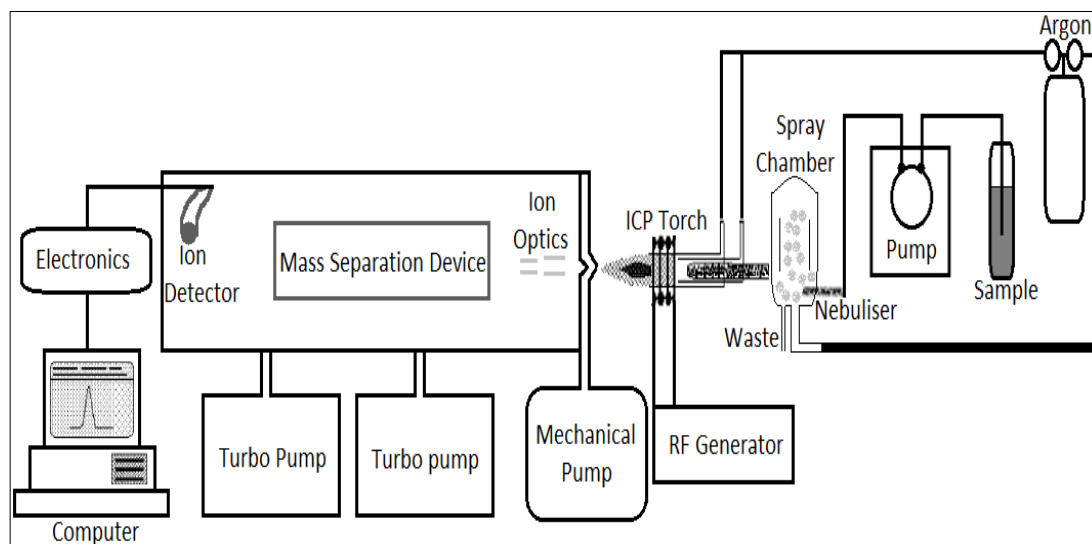 Argon
Spray
Chamber
Ion
Optics
ICP Torch
Electronics
Ion
Detector
Mass Separation Device
Pump
Sample
Nebuliser
Waste
Turbo Pump
Turbo pump
Mechanical
Pump
RF Generator
Computer